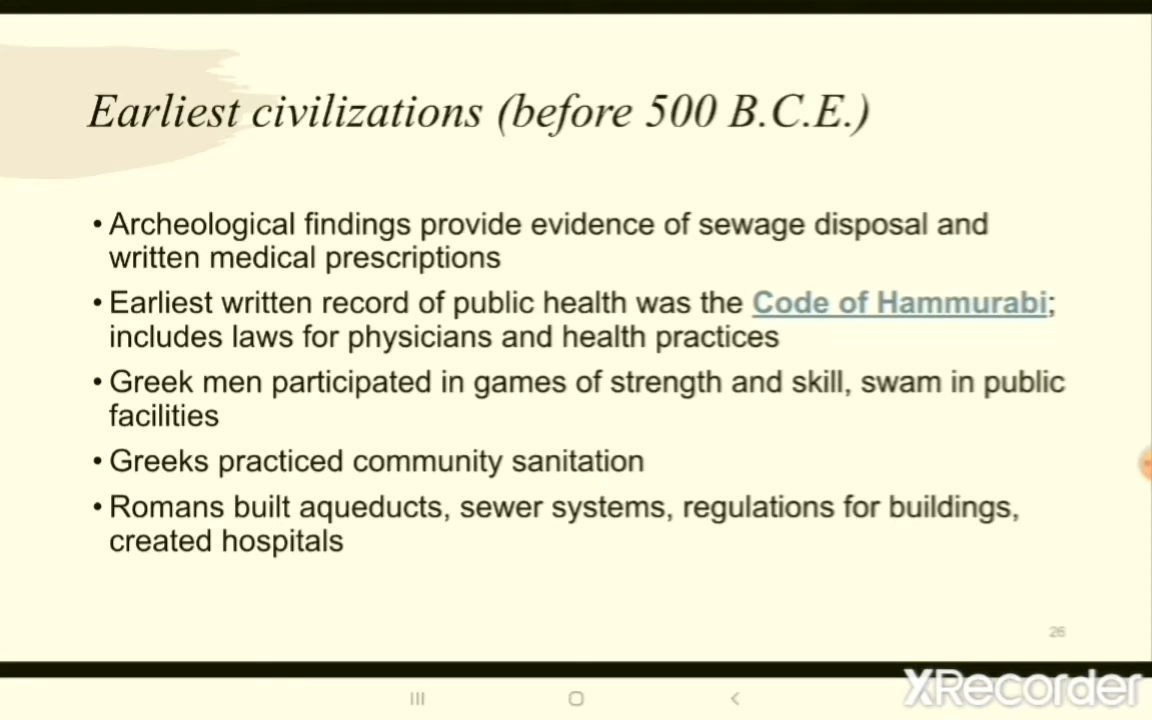 Earliest civilizations (before 500 B.C.E.)
• Archeological findings provide evidence of sewage disposal and
written medical prescriptions
• Earliest written record of public health was the Code of Hammurabi;
includes laws for physicians and health practices
• Greek men participated in games of strength and skill, swam in public
facilities
• Greeks practiced community sanitation
• Romans built aqueducts, sewer systems, regulations for buildings,
created hospitals
26
XRecorder